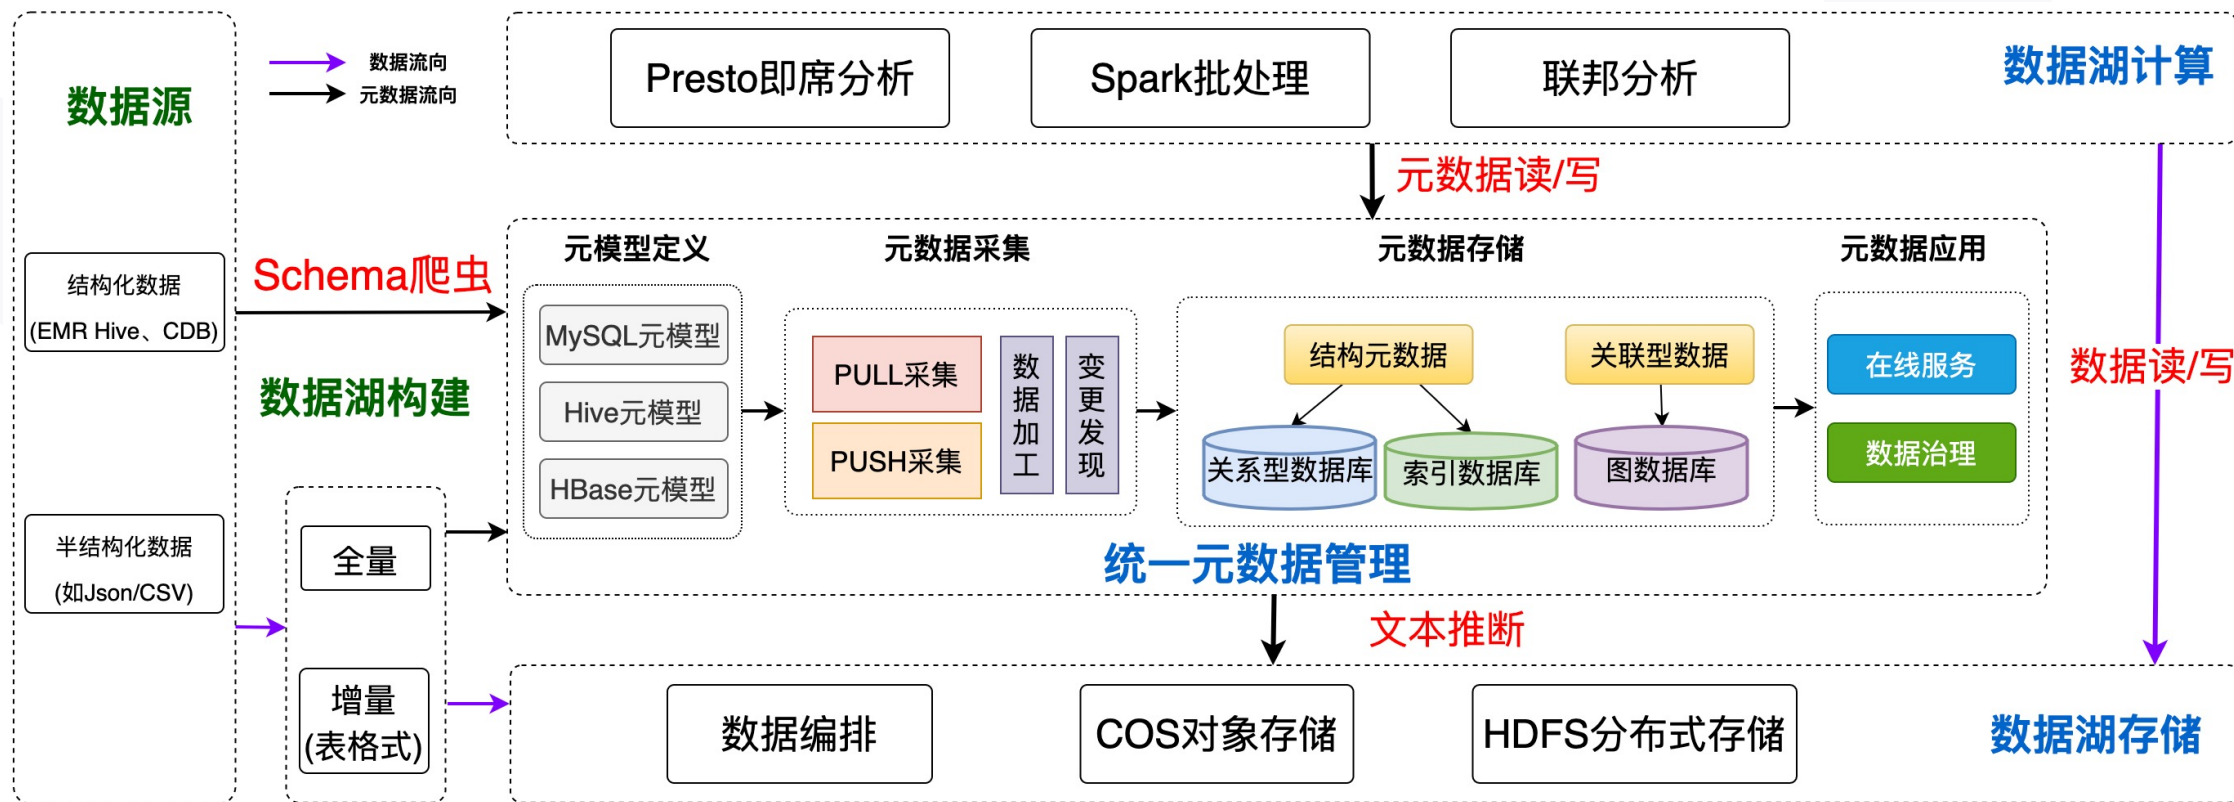 数据源
数据流向
元数据流向
Presto即席分析
Spark批处理
联邦分析
数据湖计算
元数据读/写
结构化数据
(EMR Hive、CDB)
Schema爬虫
数据湖构建
元模型定义
MySQL元模型
Hive元模型
HBase元模型
元数据采集
PULL采集
PUSH采集
数据加工
变更发现
元数据存储
结构元数据
关联型数据
关系型数据库
索引数据库
图数据库
元数据应用
在线服务
数据治理
数据读/写
统一元数据管理
半结构化数据
(如Json/CSV)
全量
增量
(表格式)
文本推断
数据编排
COS对象存储
HDFS分布式存储
数据湖存储